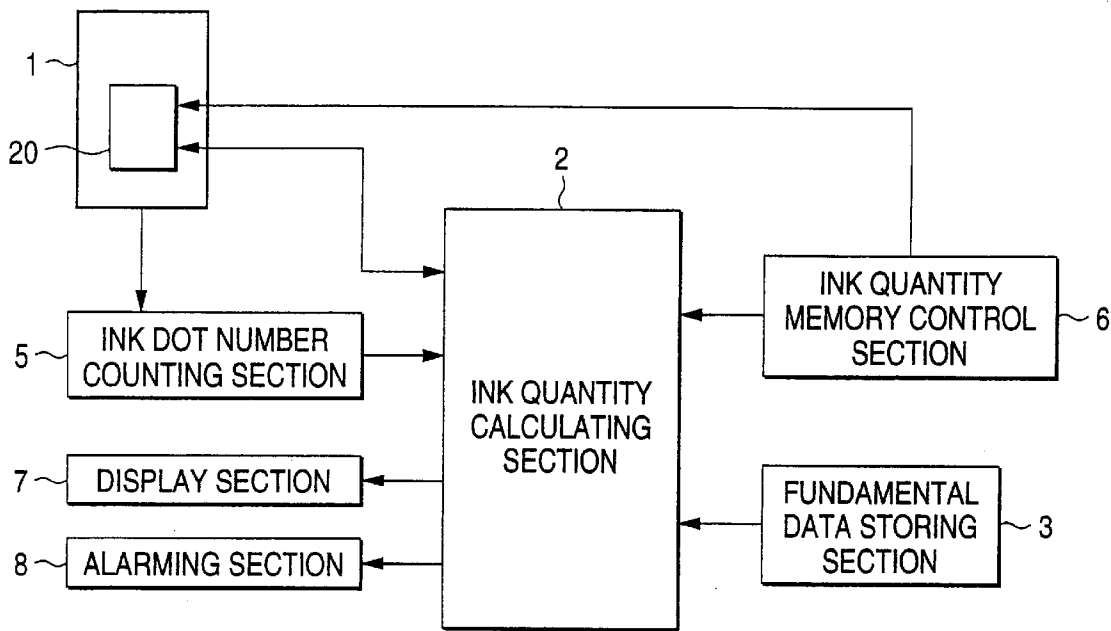 1
20
2
INK QUANTITY
MEMORY CONTROL
SECTION
6
5
INK DOT NUMBER
COUNTING SECTION
INK QUANTITY
CALCULATING
SECTION
7
DISPLAY SECTION
FUNDAMENTAL
DATA STORING
SECTION
3
8
ALARMING SECTION